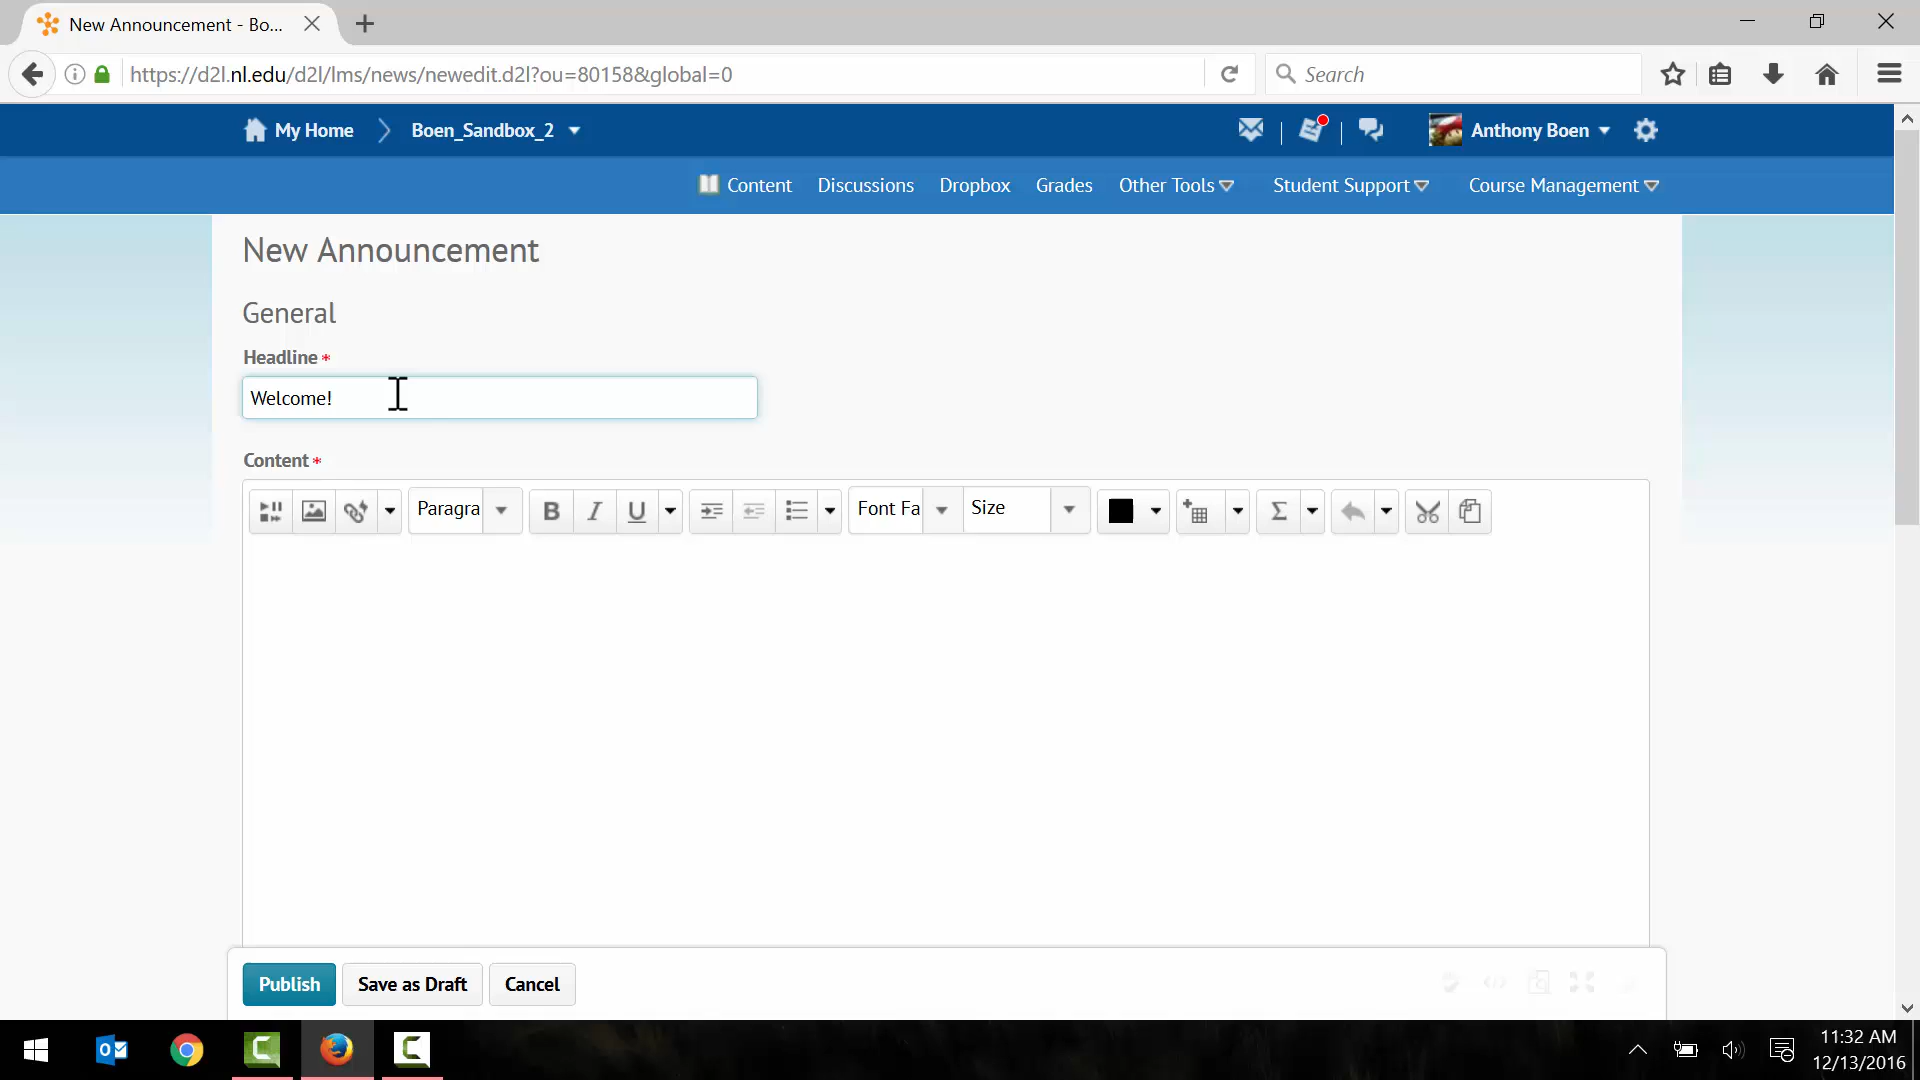 New Announcement - Bo...
https://d2l.nl.edu/d2l/lms/news/newedit.d2l?ou=80158&global=0
Search
My Home
Boen_Sandbox_2
Anthony Boen
Content
Discussions
Dropbox
Grades
Other Tools
Student Support
Course Management
New Announcement
General
Headline *
Welcome!
Content *
Paragra
B I U
Font Fa
Size
Σ
Publish
Save as Draft
Cancel
11:32 AM
12/13/2016